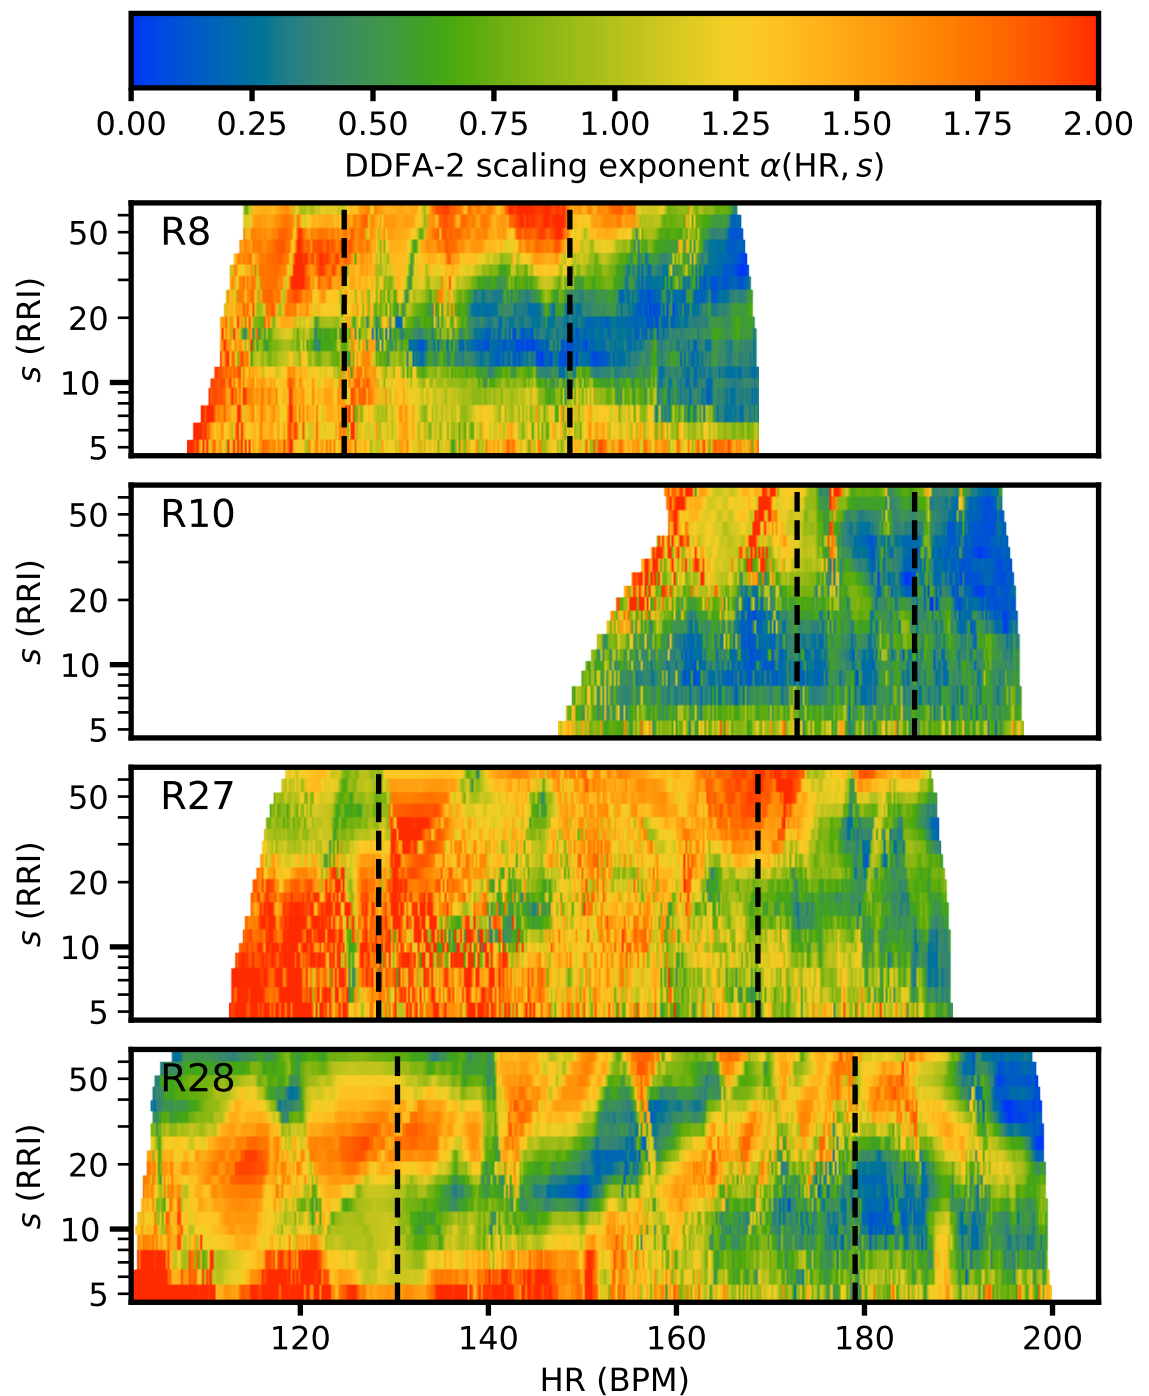 0.00 0.25 0.50 0.75 1.00 1.25 1.50 1.75 2.00
DDFA-2 scaling exponent α(HR, s)
R8
50
20
10
5
s (RRI)
R10
50
20
10
5
s (RRI)
R27
50
20
10
5
s (RRI)
R28
50
20
10
5
s (RRI)
120 140 160 180 200
HR (BPM)